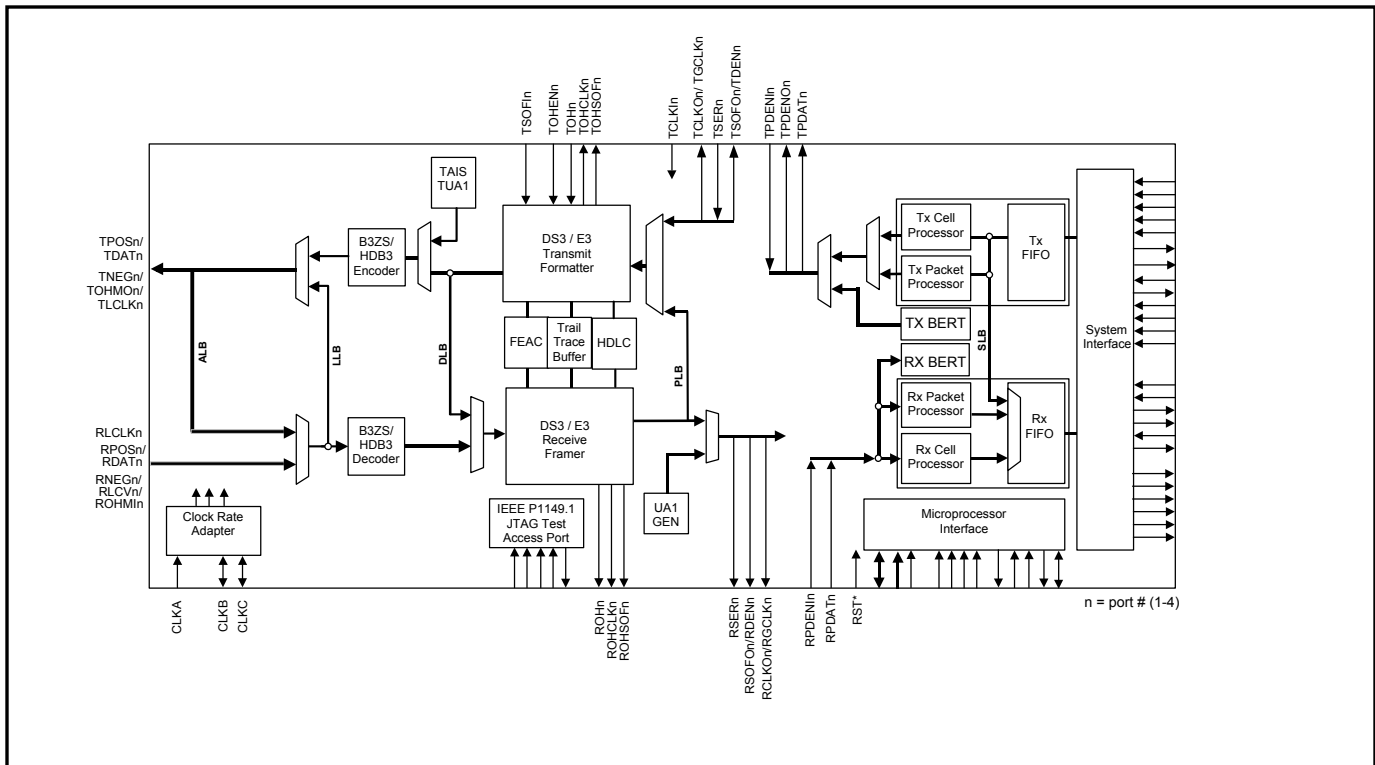 TSOFIn
TOHENn
TOHn
TOHCLKn
TOHSOFn
TCLKIn
TCLKOn/ TGCLKn
TSERn
TSOFOn/TDENn
TPDENIn
TPDENOn
TPDATn
TAIS
TUA1
TPOSn/
TDATn
TNEGn/
TOHMOn/
TLCLKn
B3ZS/
HDB3
Encoder
DS3 / E3
Transmit
Formatter
Tx Cell
Processor
Tx Packet
Processor
Tx
FIFO
TX BERT
RX BERT
System
Interface
FEAC
Trail
Trace
Buffer
HDLC
ALB
LLB
DLB
PLB
SLB
RLCLKn
RPOSn/
RDATn
RNEGn/
RLCVn/
ROHMIn
B3ZS/
HDB3
Decoder
DS3 / E3
Receive
Framer
Rx Packet
Processor
Rx Cell
Processor
Rx
FIFO
Clock Rate
Adapter
IEEE P1149.1
JTAG Test
Access Port
UA1
GEN
Microprocessor
Interface
CLKA
CLKB
CLKC
ROHn
ROHCLKn
ROHSOFn
RSERn
RSOFOn/RDENn
RCLKOn/RGCLKn
RPDENIn
RPDATn
RST*
n = port # (1-4)